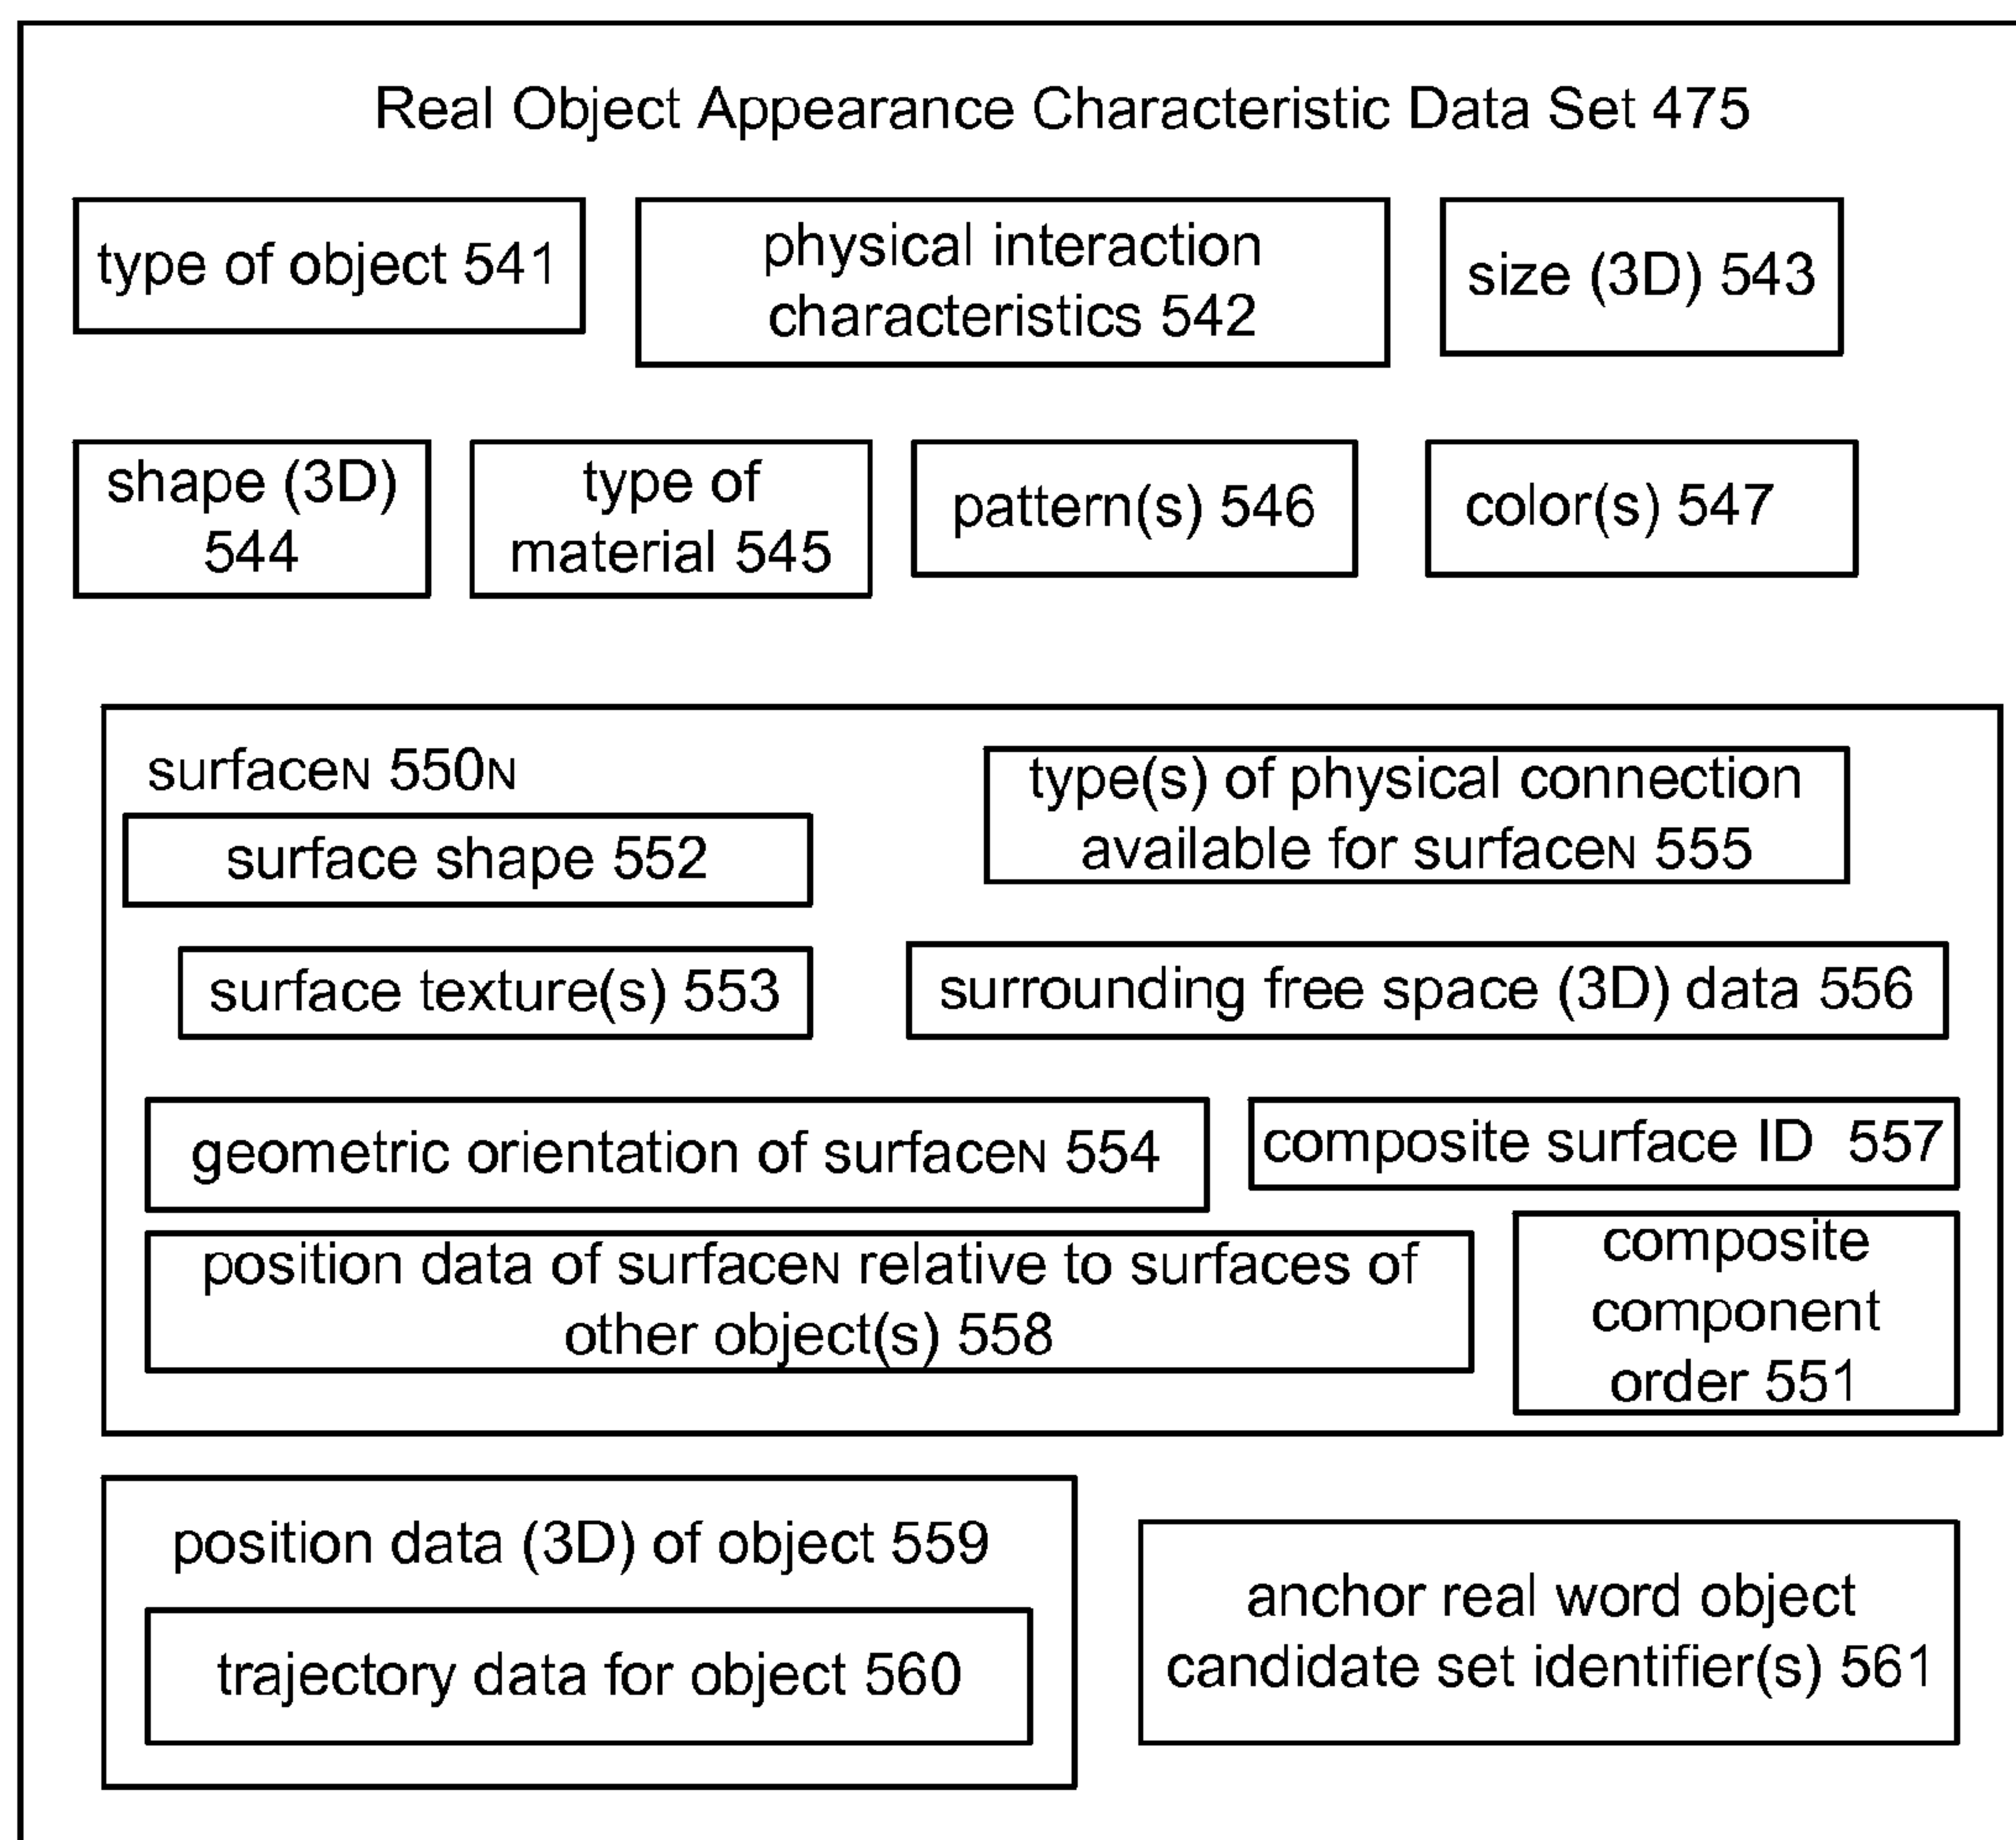 Real Object Appearance Characteristic Data Set 475
type of object 541
physical interaction
characteristics 542
size (3D) 543
shape (3D)
544
type of
material 545
pattern(s) 546
color(s) 547
surfaceN 550N
type(s) of physical connection
available for surfaceN 555
surface shape 552
surface texture(s) 553
surrounding free space (3D) data 556
geometric orientation of surfaceN 554
composite surface ID 557
position data of surfaceN relative to surfaces of
other object(s) 558
composite
component
order 551
position data (3D) of object 559
trajectory data for object 560
anchor real word object
candidate set identifier(s) 561